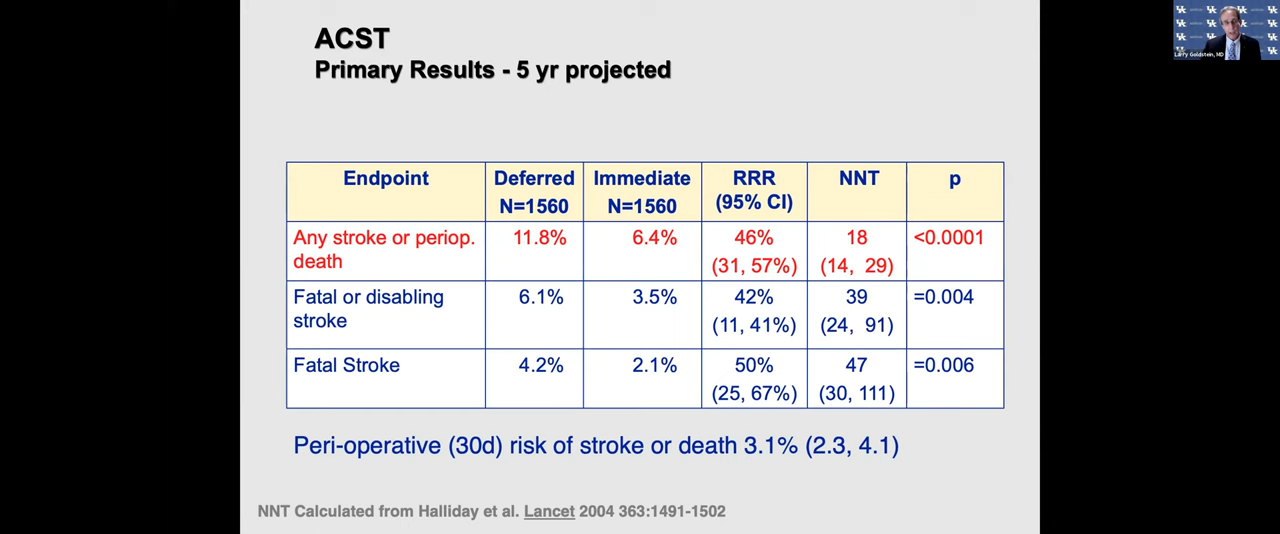 ACST
Primary Results - 5 yr projected
Larry Goldstein, MD
Endpoint Deferred Immediate RRR NNT p
N=1560 N=1560 (95% CI)
Any stroke or periop. 11.8% 6.4% 46% 18 <0.0001
death (31, 57%) (14, 29)
Fatal or disabling 6.1% 3.5% 42% 39 =0.004
stroke (11, 41%) (24, 91)
Fatal Stroke 4.2% 2.1% 50% 47 =0.006
(25, 67%) (30, 111)
Peri-operative (30d) risk of stroke or death 3.1% (2.3, 4.1)
NNT Calculated from Halliday et al. Lancet 2004 363:1491-1502